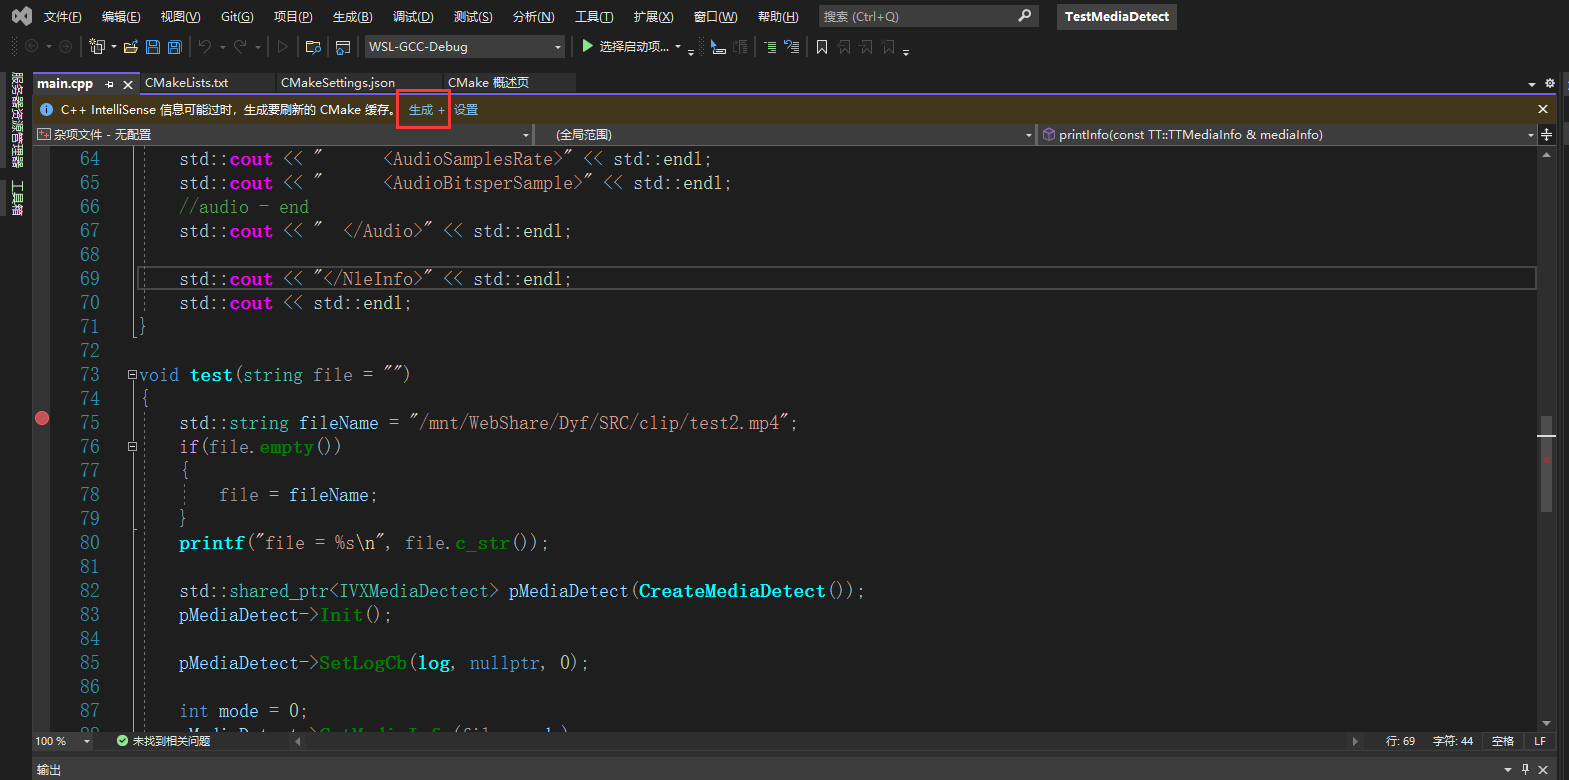 文件(F) 编辑(E) 视图(V) Git(G) 项目(P) 生成(B) 调试(D) 测试(S) 分析(N) 工具(T) 扩展(X) 窗口(W) 帮助(H) 搜索 (Ctrl+Q) TestMediaDetect
WSL-GCC-Debug 选择启动项...
服务器资源管理器
工具箱
main.cpp CMakeLists.txt CMakeSettings.json CMake 概述页
C++ IntelliSense 信息可能过时，生成要刷新的 CMake 缓存。 生成 + 设置
杂项文件 - 无配置 (全局范围) printInfo(const TT::TTMediaInfo & mediaInfo)
64 std::cout << "      <AudioSamplesRate>" << std::endl;
65 std::cout << "      <AudioBitsperSample>" << std::endl;
66 //audio - end
67 std::cout << "  </Audio>" << std::endl;
68
69 std::cout << "</NleInfo>" << std::endl;
70 std::cout << std::endl;
71 }
72
73 void test(string file = "")
74 {
75 std::string fileName = "/mnt/WebShare/Dyf/SRC/clip/test2.mp4";
76 if(file.empty())
77 {
78 file = fileName;
79 }
80 printf("file = %s\n", file.c_str());
81
82 std::shared_ptr<IVXMediaDectect> pMediaDetect(CreateMediaDetect());
83 pMediaDetect->Init();
84
85 pMediaDetect->SetLogCb(log, nullptr, 0);
86
87 int mode = 0;
100 % 未找到相关问题 行: 69 字符: 44 空格 LF
输出